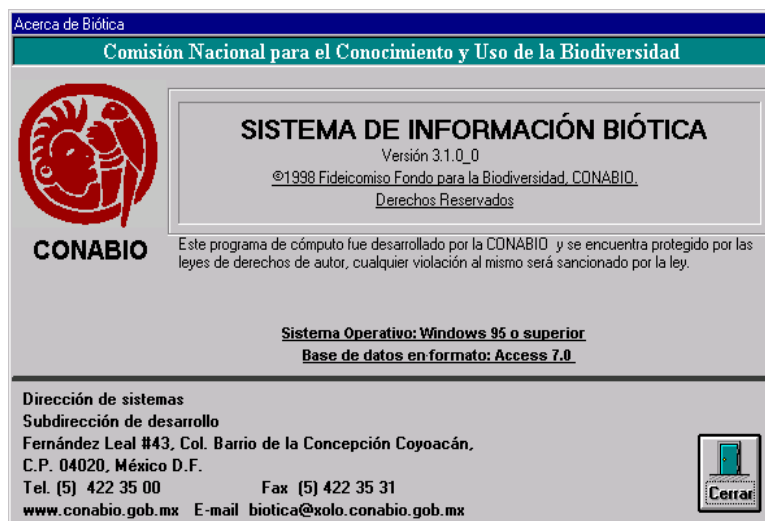 Acerca de Biótica
Comisión Nacional para el Conocimiento y Uso de la Biodiversidad
SISTEMA DE INFORMACIÓN BIÓTICA
Versión 3.1.0_0
©1998 Fideicomiso Fondo para la Biodiversidad, CONABIO.
Derechos Reservados
CONABIO
Este programa de cómputo fue desarrollado por la CONABIO y se encuentra protegido por las
leyes de derechos de autor, cualquier violación al mismo será sancionado por la ley.
Sistema Operativo: Windows 95 o superior
Base de datos en formato: Access 7.0
Dirección de sistemas
Subdirección de desarrollo
Fernández Leal #43, Col. Barrio de la Concepción Coyoacán,
C.P. 04020, México D.F.
Tel. (5) 422 35 00 Fax (5) 422 35 31
www.conabio.gob.mx E-mail biotica@xolo.conabio.gob.mx
Cerrar